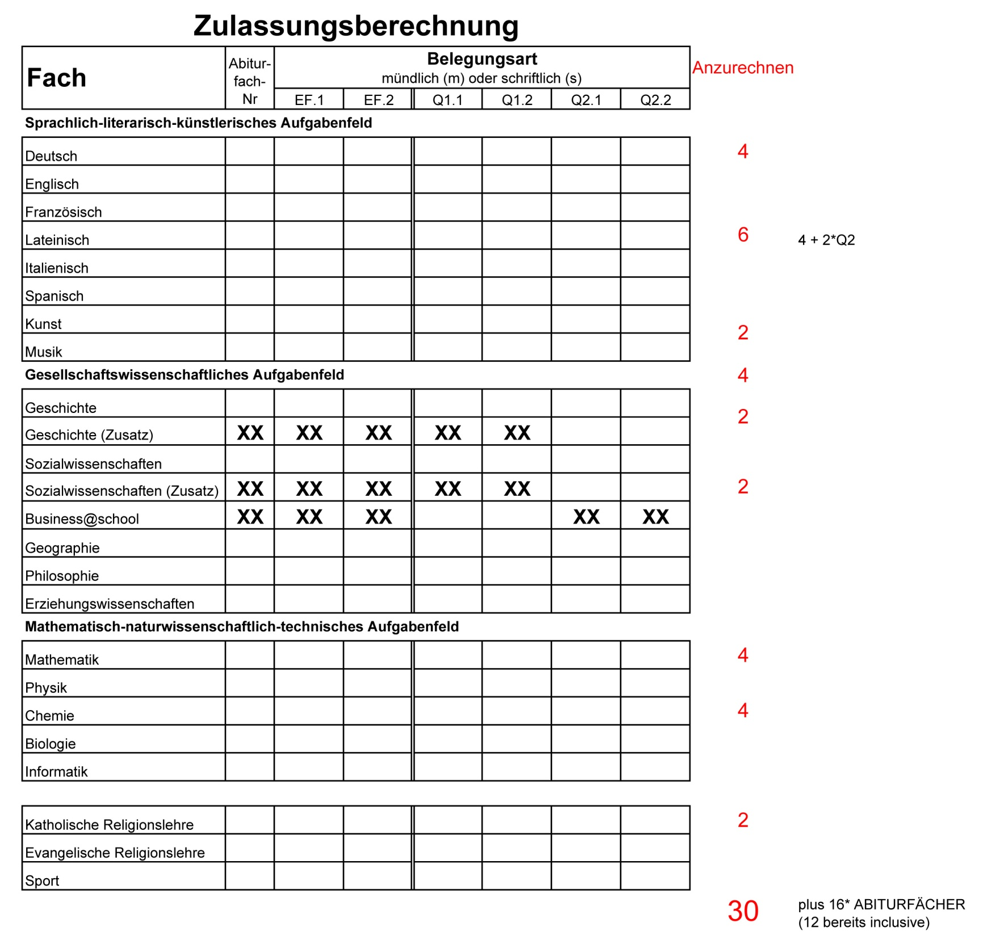 Zulassungsberechnung
Fach
Abitur-
fach-
Nr
Belegungsart
mündlich (m) oder schriftlich (s)
Anzurechnen
EF.1 EF.2 Q1.1 Q1.2 Q2.1 Q2.2
Sprachlich-literarisch-künstlerisches Aufgabenfeld
Deutsch 4
Englisch
Französisch
Lateinisch 6 4 + 2*Q2
Italienisch
Spanisch
Kunst
2
Musik
Gesellschaftswissenschaftliches Aufgabenfeld 4
Geschichte
2
Geschichte (Zusatz) XX XX XX XX XX
Sozialwissenschaften
Sozialwissenschaften (Zusatz) XX XX XX XX XX 2
Business@school XX XX XX XX XX
Geographie
Philosophie
Erziehungswissenschaften
Mathematisch-naturwissenschaftlich-technisches Aufgabenfeld
Mathematik 4
Physik
Chemie 4
Biologie
Informatik
Katholische Religionslehre 2
Evangelische Religionslehre
Sport
30 plus 16* ABITURFÄCHER
(12 bereits inclusive)